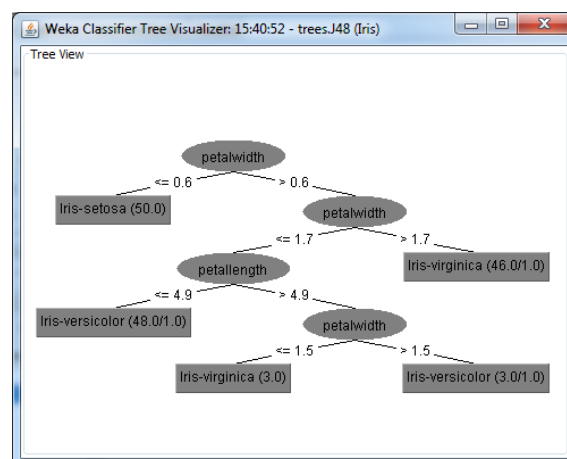 Weka Classifier Tree Visualizer: 15:40:52 - trees.J48 (Iris)
Tree View
petalwidth
<= 0.6 > 0.6
Iris-setosa (50.0) petalwidth
<= 1.7 > 1.7
petallength Iris-virginica (46.0/1.0)
<= 4.9 > 4.9
Iris-versicolor (48.0/1.0) petalwidth
<= 1.5 > 1.5
Iris-virginica (3.0) Iris-versicolor (3.0/1.0)